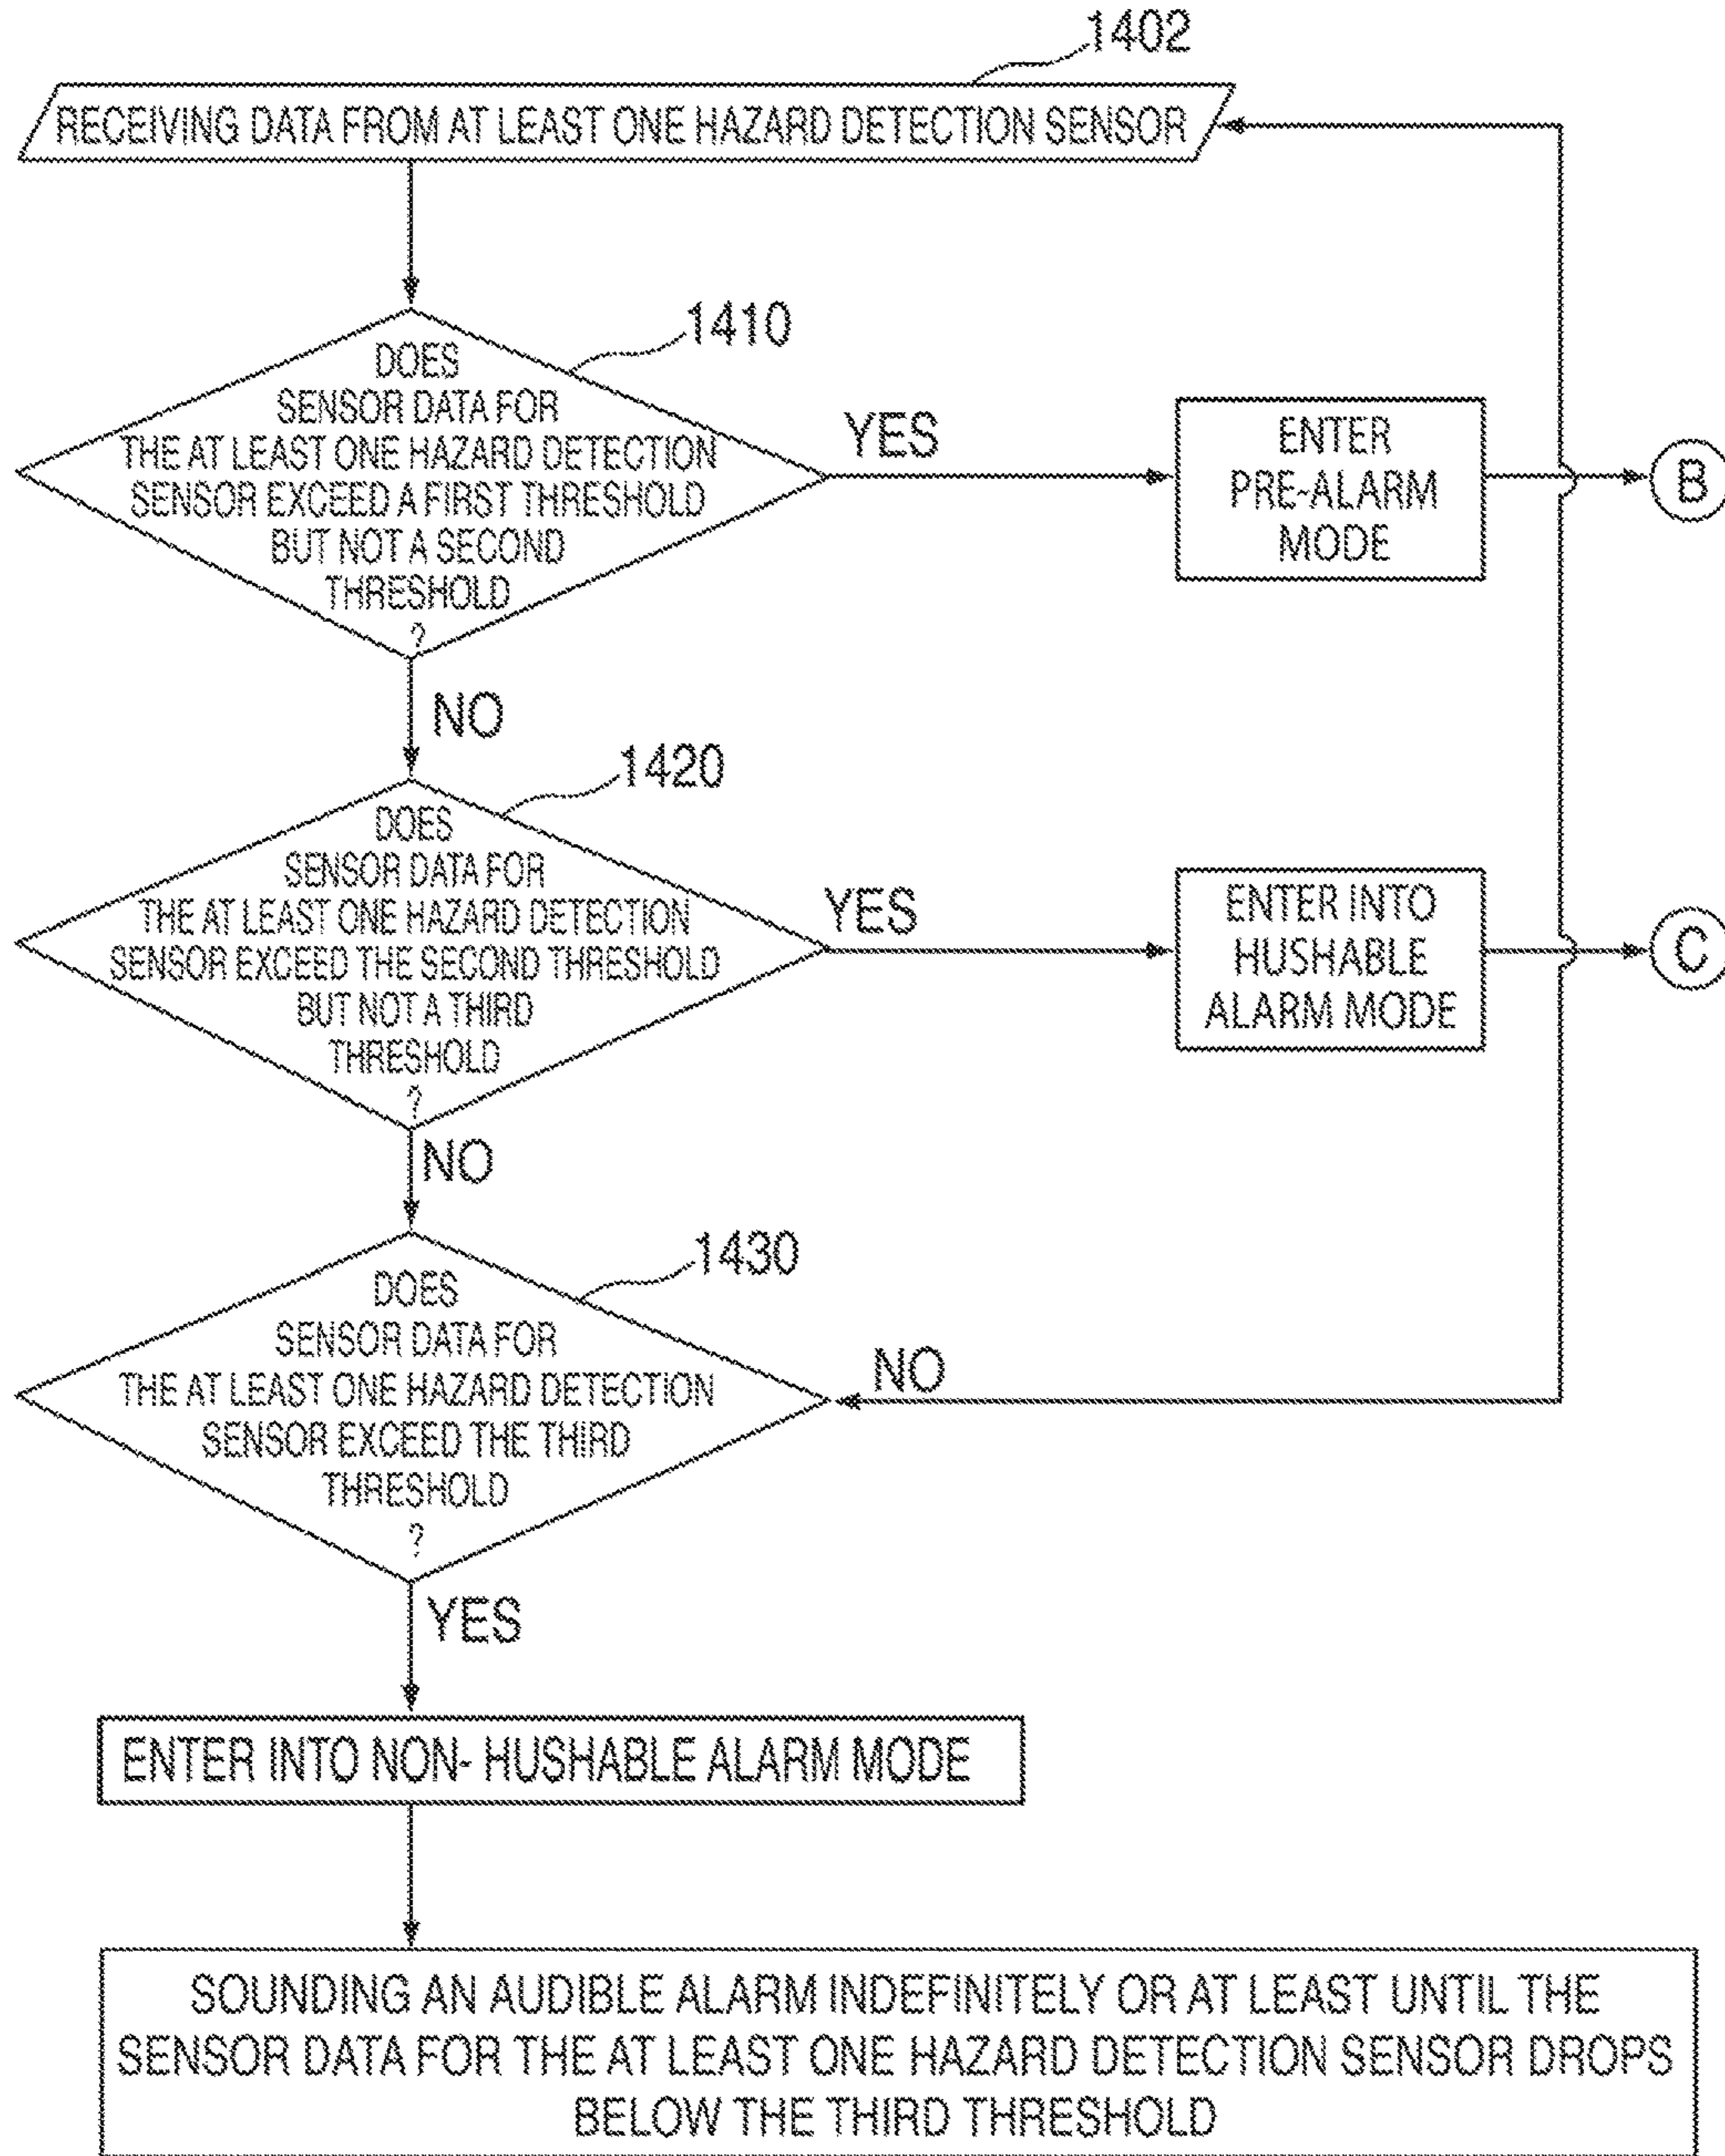 1402
RECEIVING DATA FROM AT LEAST ONE HAZARD DETECTION SENSOR
1410
DOES
SENSOR DATA FOR
THE AT LEAST ONE HAZARD DETECTION
SENSOR EXCEED A FIRST THRESHOLD
BUT NOT A SECOND
THRESHOLD
?
YES
ENTER
PRE-ALARM
MODE
B
NO
1420
DOES
SENSOR DATA FOR
THE AT LEAST ONE HAZARD DETECTION
SENSOR EXCEED THE SECOND THRESHOLD
BUT NOT A THIRD
THRESHOLD
?
YES
ENTER INTO
HUSHABLE
ALARM MODE
C
NO
1430
DOES
SENSOR DATA FOR
THE AT LEAST ONE HAZARD DETECTION
SENSOR EXCEED THE THIRD
THRESHOLD
?
NO
YES
ENTER INTO NON- HUSHABLE ALARM MODE
SOUNDING AN AUDIBLE ALARM INDEFINITELY OR AT LEAST UNTIL THE
SENSOR DATA FOR THE AT LEAST ONE HAZARD DETECTION SENSOR DROPS
BELOW THE THIRD THRESHOLD